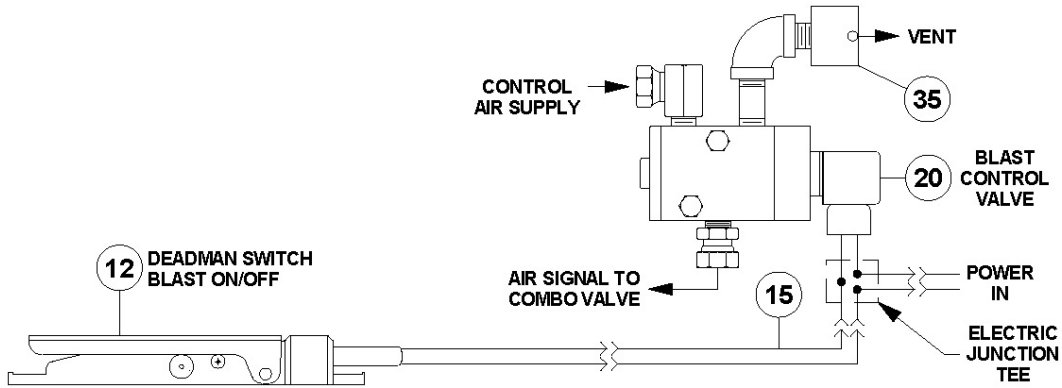 VENT
CONTROL
AIR SUPPLY
35
20
BLAST
CONTROL
VALVE
12
DEADMAN SWITCH
BLAST ON/OFF
AIR SIGNAL TO
COMBO VALVE
15
POWER
IN
ELECTRIC
JUNCTION
TEE